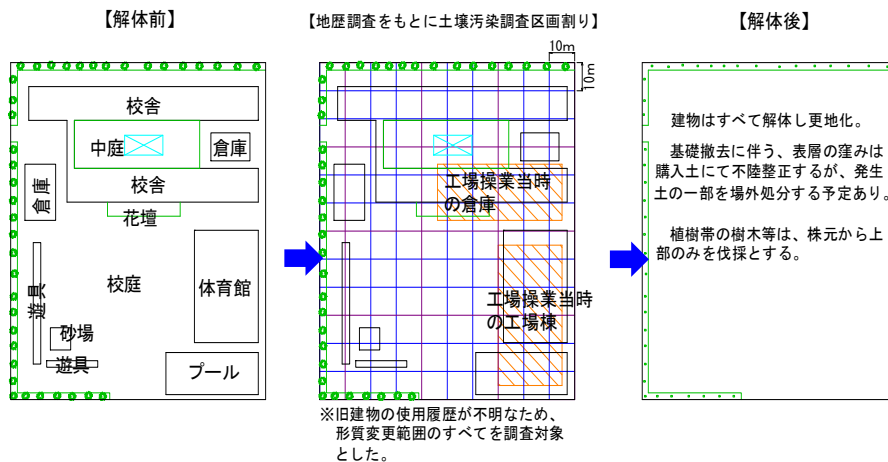 【解体前】
校舎
中庭
倉庫
倉庫
校舎
花壇
校庭
体育館
遊具
砂場
遊具
プール
【地歴調査をもとに土壌汚染調査区画割り】
10m
10m
工場操業当時
の倉庫
工場操業当時
の工場棟
※旧建物の使用履歴が不明なため、
形質変更範囲のすべてを調査対象
とした。
【解体後】
建物はすべて解体し更地化。
基礎撤去に伴う、表層の窪みは
購入土にて不陸整正するが、発生
土の一部を場外処分する予定あり。
植樹帯の樹木等は、株元から上
部のみを伐採とする。